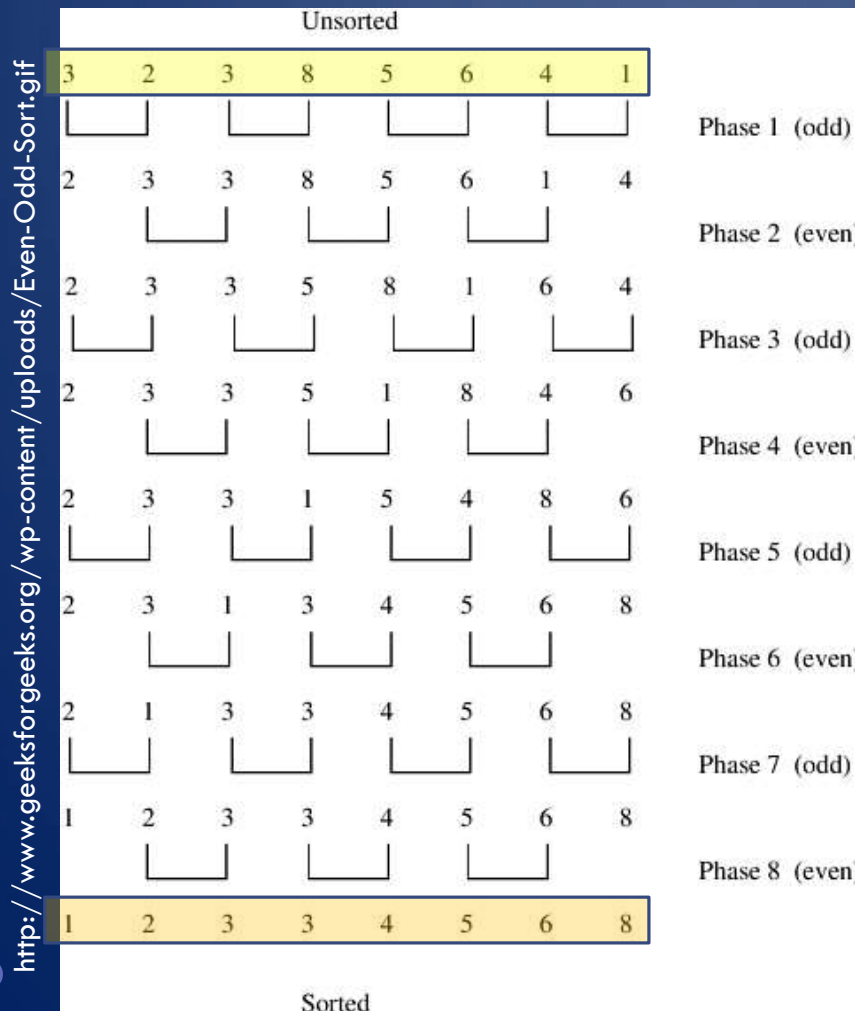 http://www.geeksforgeeks.org/wp-content/uploads/Even-Odd-Sort.gif
Unsorted
3 2 3 8 5 6 4 1
Phase 1 (odd)
2 3 3 8 5 6 1 4
Phase 2 (even)
2 3 3 5 8 1 6 4
Phase 3 (odd)
2 3 3 5 1 8 4 6
Phase 4 (even)
2 3 3 1 5 4 8 6
Phase 5 (odd)
2 3 1 3 4 5 6 8
Phase 6 (even)
2 1 3 3 4 5 6 8
Phase 7 (odd)
1 2 3 3 4 5 6 8
Phase 8 (even)
1 2 3 3 4 5 6 8
Sorted